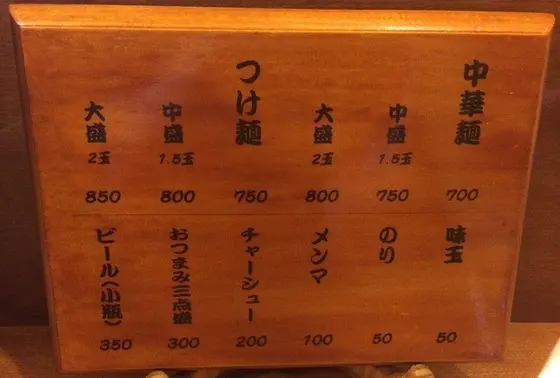 中華麺
700
中盛
1.5玉
750
大盛
2玉
800
つけ麺
750
中盛
1.5玉
800
大盛
2玉
850
味玉
50
のり
50
メンマ
100
チャーシュー
200
おつまみ三点盛
300
ビール(小瓶)
350